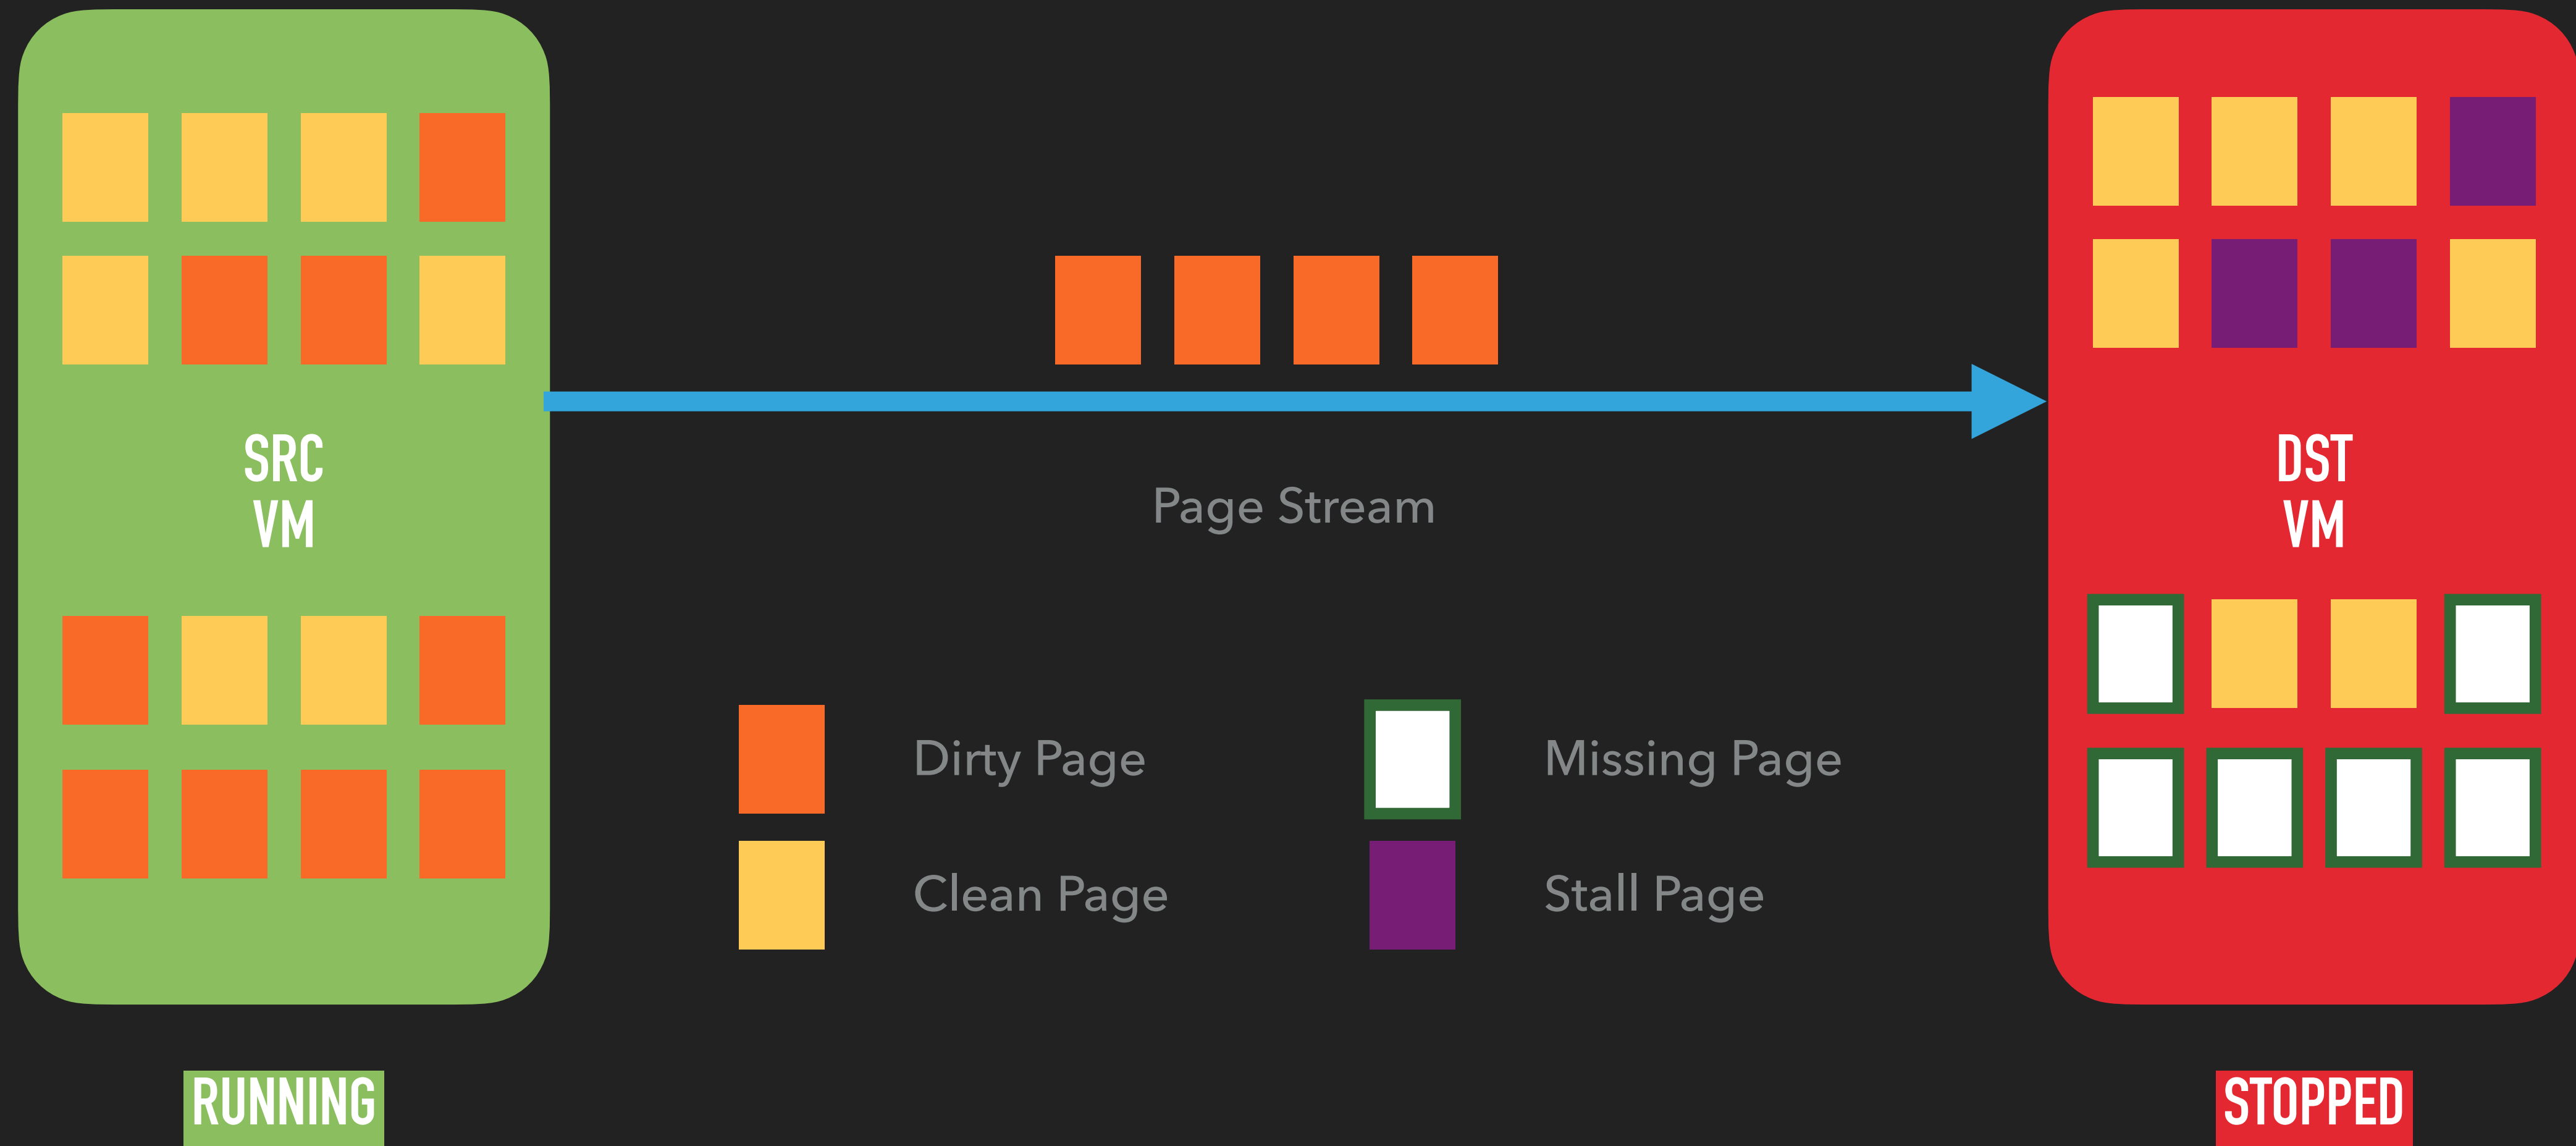 SRC
VM
Page Stream
DST
VM
Dirty Page
Missing Page
Clean Page
Stall Page
RUNNING
STOPPED